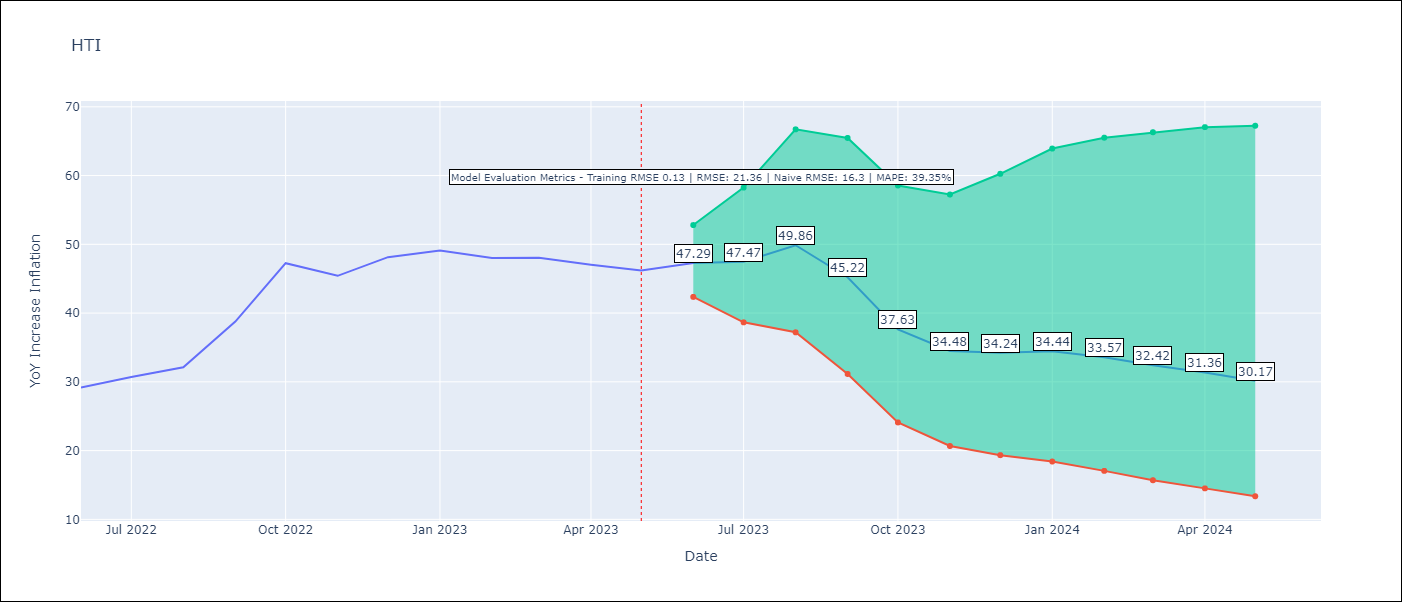 HTI
70
60
50
40
30
20
10
YoY Increase Inflation
Model Evaluation Metrics - Training RMSE 0.13 | RMSE: 21.36 | Naive RMSE: 16.3 | MAPE: 39.35%
47.29
47.47
49.86
45.22
37.63
34.48
34.24
34.44
33.57
32.42
31.36
30.17
Jul 2022
Oct 2022
Jan 2023
Apr 2023
Jul 2023
Oct 2023
Jan 2024
Apr 2024
Date